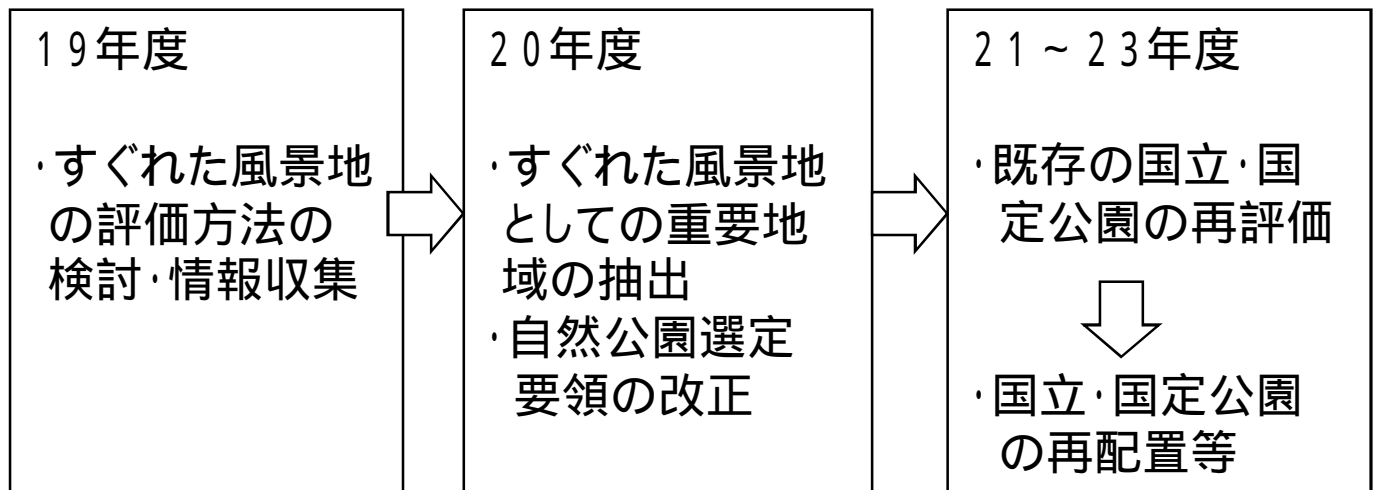 19年度
・すぐれた風景地
の評価方法の
検討・情報収集
20年度
・すぐれた風景地
としての重要地
域の抽出
・自然公園選定
要領の改正
21~23年度
・既存の国立・国
定公園の再評価
・国立・国定公園
の再配置等